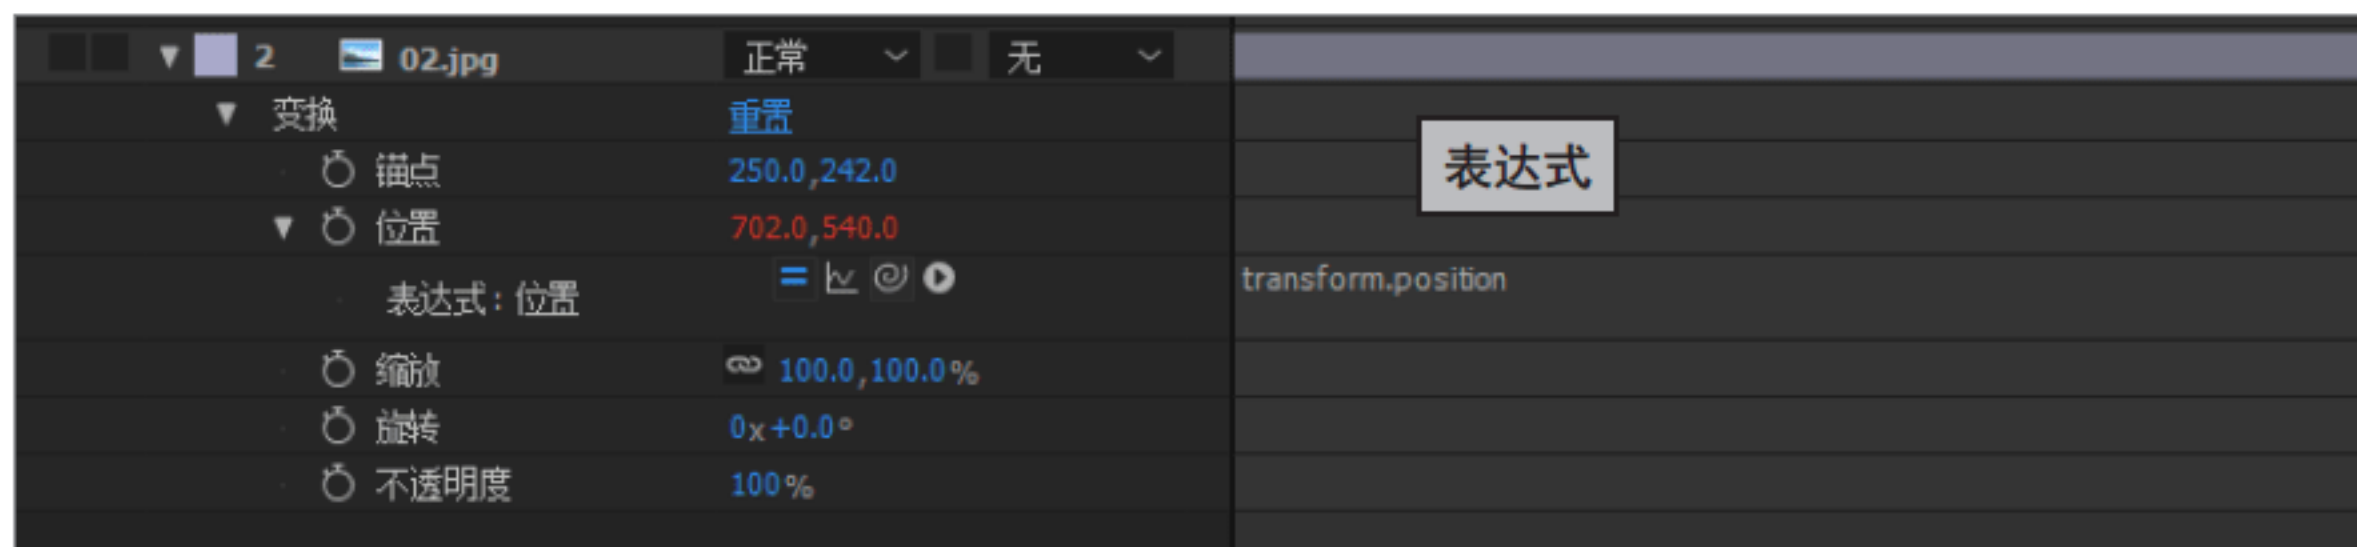 2 02.jpg 正常 无
变换 重置
表达式
锚点 250.0,242.0
位置 702.0,540.0
表达式：位置 transform.position
缩放 100.0,100.0%
旋转 0x+0.0°
不透明度 100%